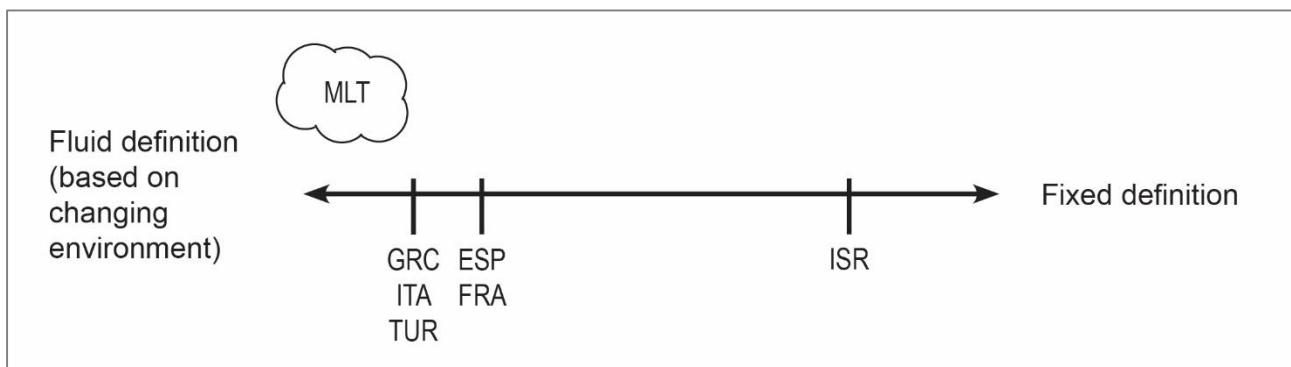 MLT
Fluid definition
(based on
changing
environment)
Fixed definition
GRC
ITA
TUR
ESP
FRA
ISR